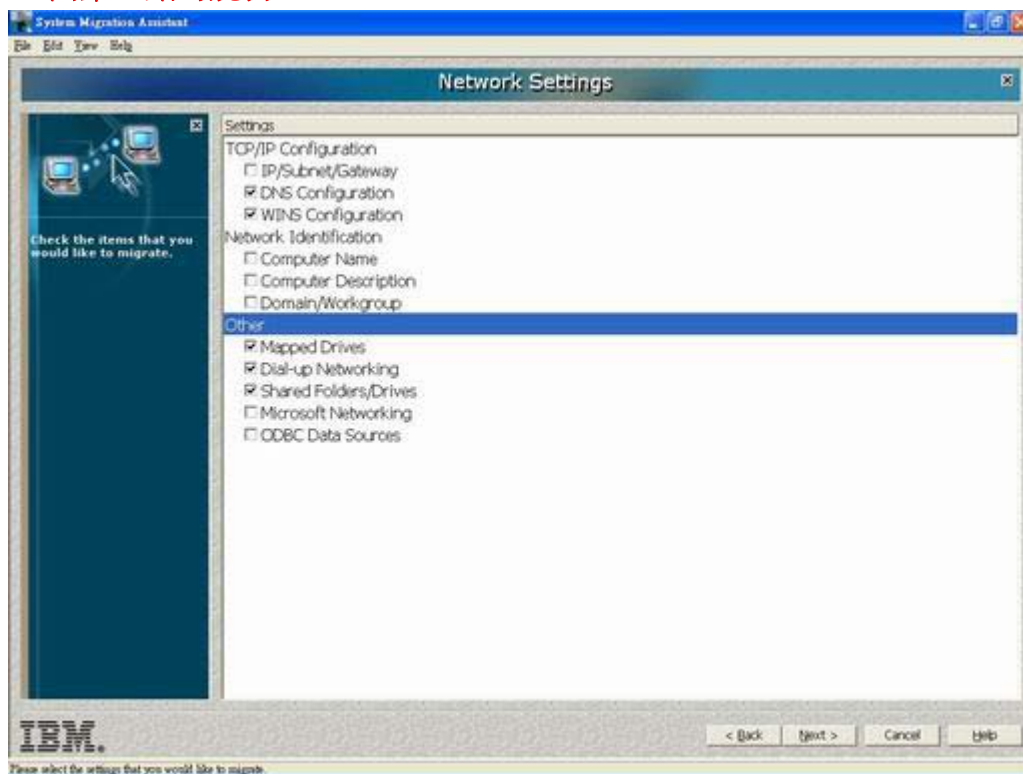 System Migration Assistant
File Edit View Help
Network Settings
Check the items that you
would like to migrate.
Settings
TCP/IP Configuration
IP/Subnet/Gateway
DNS Configuration
WINS Configuration
Network Identification
Computer Name
Computer Description
Domain/Workgroup
Other
Mapped Drives
Dial-up Networking
Shared Folders/Drives
Microsoft Networking
ODBC Data Sources
IBM.
< Back Next > Cancel Help
Please select the settings that you would like to migrate.